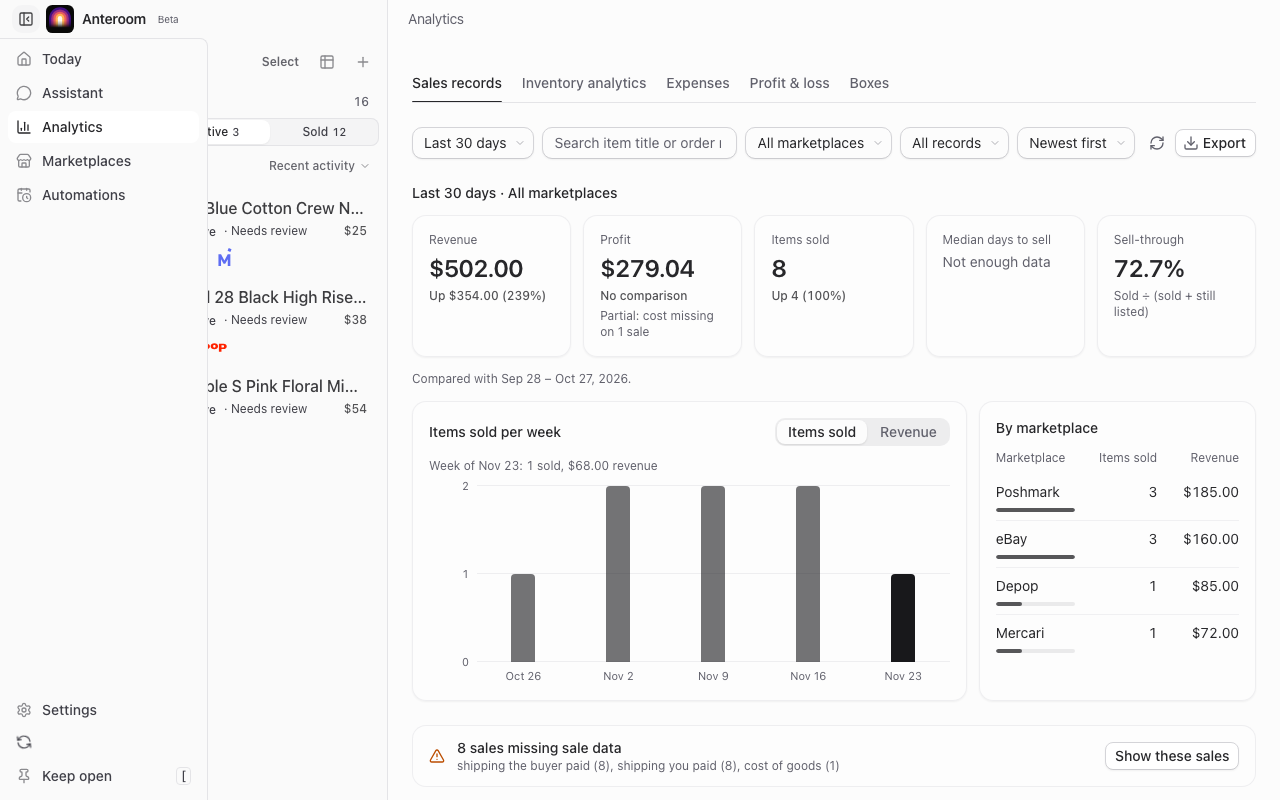 Anteroom Beta
Today
Assistant
Analytics
Marketplaces
Automations
Settings
Keep open [
Select
16
3
Sold 12
Recent activity
Blue Cotton Crew N...
· Needs review $25
M
28 Black High Rise...
· Needs review $38
S Pink Floral Mi...
· Needs review $54
Analytics
Sales records Inventory analytics Expenses Profit & loss Boxes
Last 30 days Search item title or order All marketplaces All records Newest first Export
Last 30 days · All marketplaces
Revenue
$502.00
Up $354.00 (239%)
Profit
$279.04
No comparison
Partial: cost missing
on 1 sale
Items sold
8
Up 4 (100%)
Median days to sell
Not enough data
Sell-through
72.7%
Sold ÷ (sold + still
listed)
Compared with Sep 28 – Oct 27, 2026.
Items sold per week
Items sold Revenue
Week of Nov 23: 1 sold, $68.00 revenue
2
1
0
Oct 26 Nov 2 Nov 9 Nov 16 Nov 23
By marketplace
Marketplace Items sold Revenue
Poshmark 3 $185.00
eBay 3 $160.00
Depop 1 $85.00
Mercari 1 $72.00
8 sales missing sale data
shipping the buyer paid (8), shipping you paid (8), cost of goods (1)
Show these sales